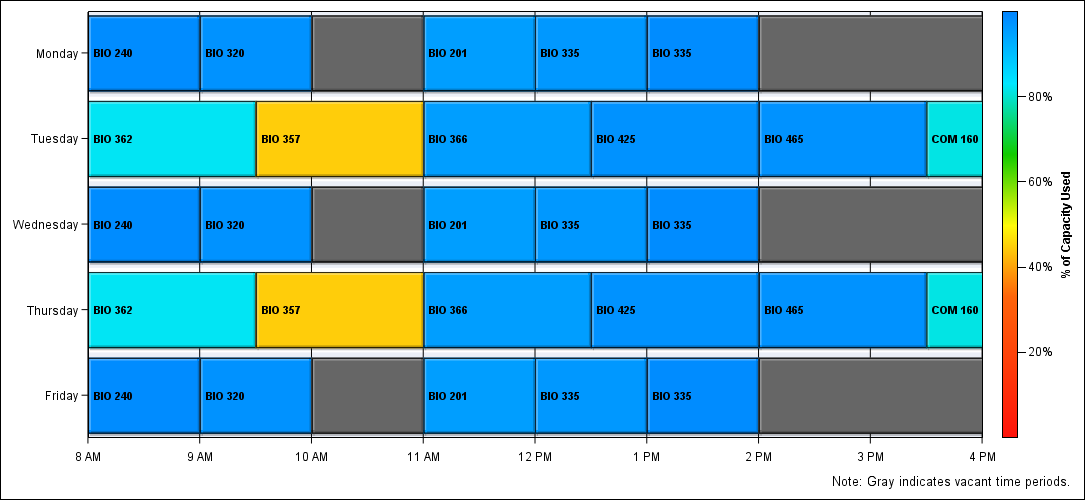 Monday
BIO 240
BIO 320
BIO 201
BIO 335
BIO 335
80%
Tuesday
BIO 362
BIO 357
BIO 366
BIO 425
BIO 465
COM 160
60%
Wednesday
BIO 240
BIO 320
BIO 201
BIO 335
BIO 335
% of Capacity Used
40%
Thursday
BIO 362
BIO 357
BIO 366
BIO 425
BIO 465
COM 160
20%
Friday
BIO 240
BIO 320
BIO 201
BIO 335
BIO 335
8 AM
9 AM
10 AM
11 AM
12 PM
1 PM
2 PM
3 PM
4 PM
Note: Gray indicates vacant time periods.